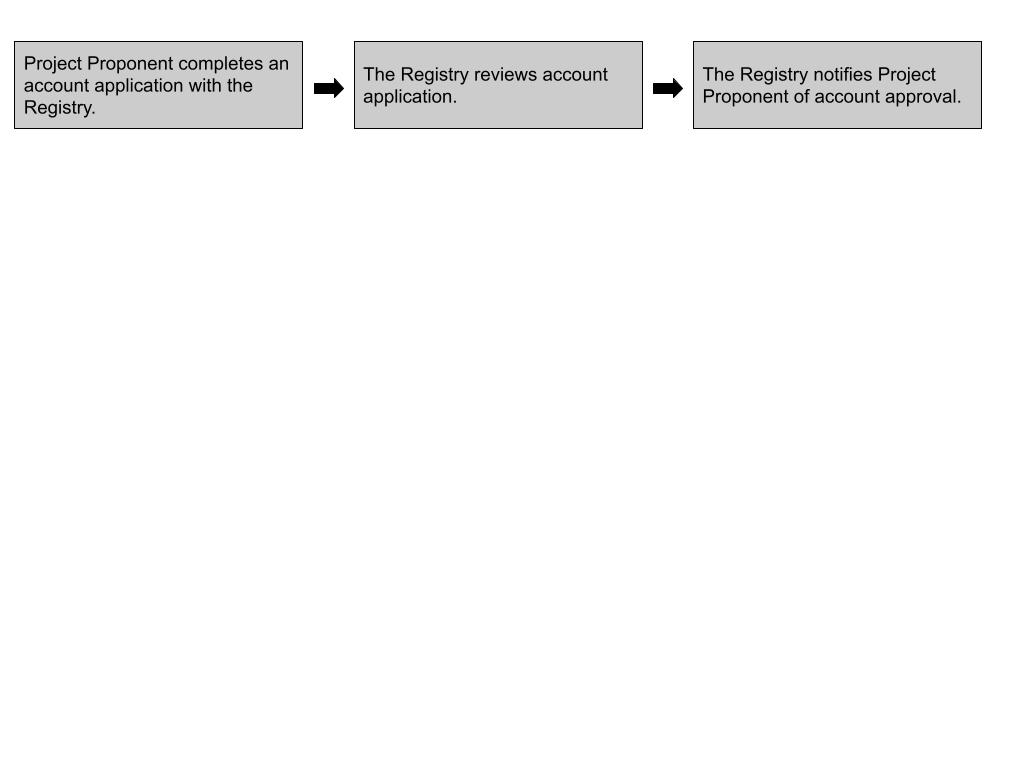 Project Proponent completes an
account application with the
Registry.
The Registry reviews account
application.
The Registry notifies Project
Proponent of account approval.